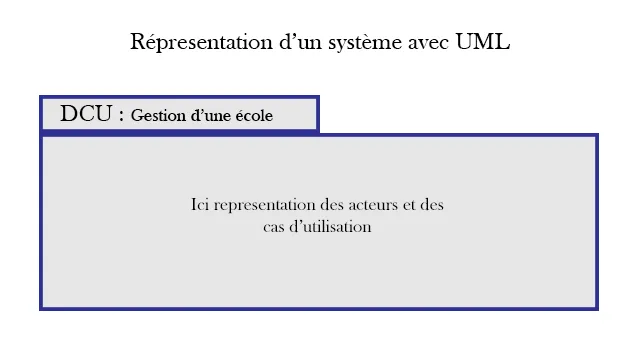 Répresentation d’un système avec UML
DCU : Gestion d’une école
Ici representation des acteurs et des
cas d’utilisation